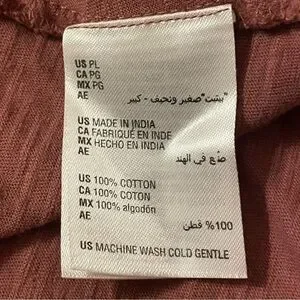 US PL
CA PG
MX PG
AE "بيتيت" صغير ونحيف - كبير
US MADE IN INDIA
CA FABRIQUÉ EN INDE
MX HECHO EN INDIA
AE صنع في الهند
US 100% COTTON
CA 100% COTON
MX 100% algodón
AE 100% قطن
US MACHINE WASH COLD GENTLE